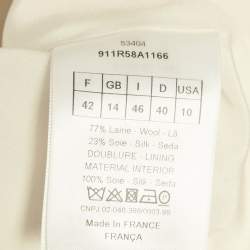 53404
911R58A1166
F GB I D USA
42 14 46 40 10
77% Laine - Wool - Lã
23% Soie - Silk - Seda
DOUBLURE - LINING
MATERIAL INTERIOR
100% Soie - Silk - Seda
CNPJ
Made In FRANCE
FRANÇA